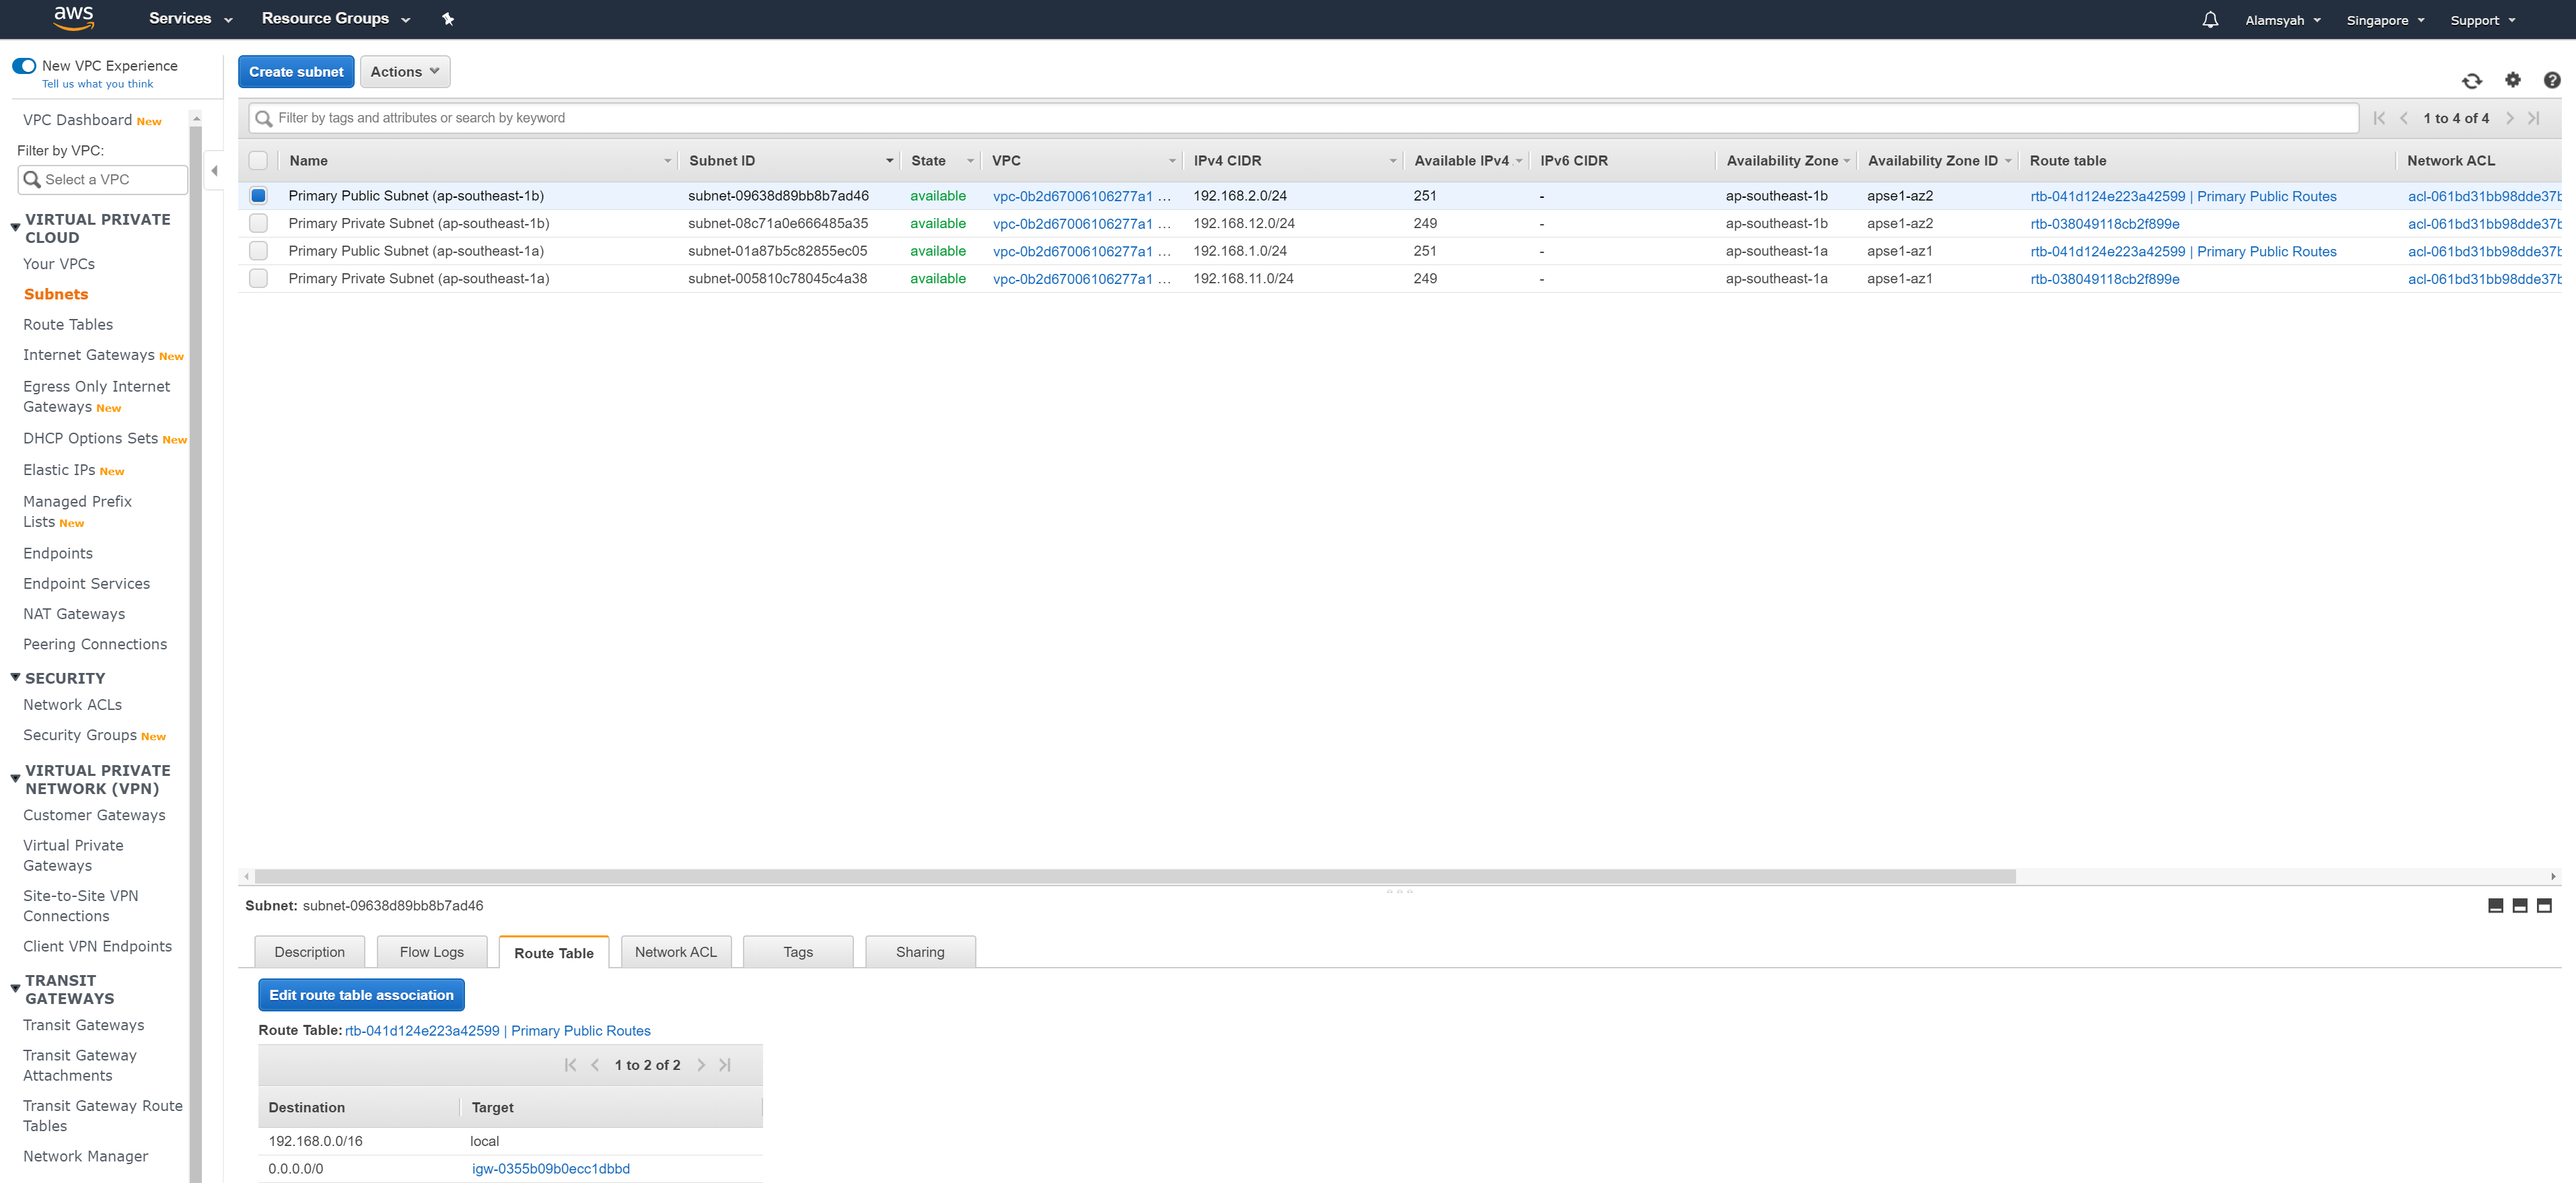 aws Services Resource Groups Alamsyah Singapore Support
New VPC Experience
Tell us what you think
VPC Dashboard New
Filter by VPC:
Select a VPC
VIRTUAL PRIVATE
CLOUD
Your VPCs
Subnets
Route Tables
Internet Gateways New
Egress Only Internet
Gateways New
DHCP Options Sets New
Elastic IPs New
Managed Prefix
Lists New
Endpoints
Endpoint Services
NAT Gateways
Peering Connections
SECURITY
Network ACLs
Security Groups New
VIRTUAL PRIVATE
NETWORK (VPN)
Customer Gateways
Virtual Private
Gateways
Site-to-Site VPN
Connections
Client VPN Endpoints
TRANSIT
GATEWAYS
Transit Gateways
Transit Gateway
Attachments
Transit Gateway Route
Tables
Network Manager
Create subnet Actions
Filter by tags and attributes or search by keyword 1 to 4 of 4
Name Subnet ID State VPC IPv4 CIDR Available IPv4 IPv6 CIDR Availability Zone Availability Zone ID Route table Network ACL
Primary Public Subnet (ap-southeast-1b) subnet-09638d89bb8b7ad46 available vpc-0b2d67006106277a1 ... 192.168.2.0/24 251 - ap-southeast-1b apse1-az2 rtb-041d124e223a42599 | Primary Public Routes acl-061bd31bb98dde37b
Primary Private Subnet (ap-southeast-1b) subnet-08c71a0e666485a35 available vpc-0b2d67006106277a1 ... 192.168.12.0/24 249 - ap-southeast-1b apse1-az2 rtb-038049118cb2f899e acl-061bd31bb98dde37b
Primary Public Subnet (ap-southeast-1a) subnet-01a87b5c82855ec05 available vpc-0b2d67006106277a1 ... 192.168.1.0/24 251 - ap-southeast-1a apse1-az1 rtb-041d124e223a42599 | Primary Public Routes acl-061bd31bb98dde37b
Primary Private Subnet (ap-southeast-1a) subnet-005810c78045c4a38 available vpc-0b2d67006106277a1 ... 192.168.11.0/24 249 - ap-southeast-1a apse1-az1 rtb-038049118cb2f899e acl-061bd31bb98dde37b
Subnet: subnet-09638d89bb8b7ad46
Description Flow Logs Route Table Network ACL Tags Sharing
Edit route table association
Route Table: rtb-041d124e223a42599 | Primary Public Routes
1 to 2 of 2
Destination Target
192.168.0.0/16 local
0.0.0.0/0 igw-0355b09b0ecc1dbbd